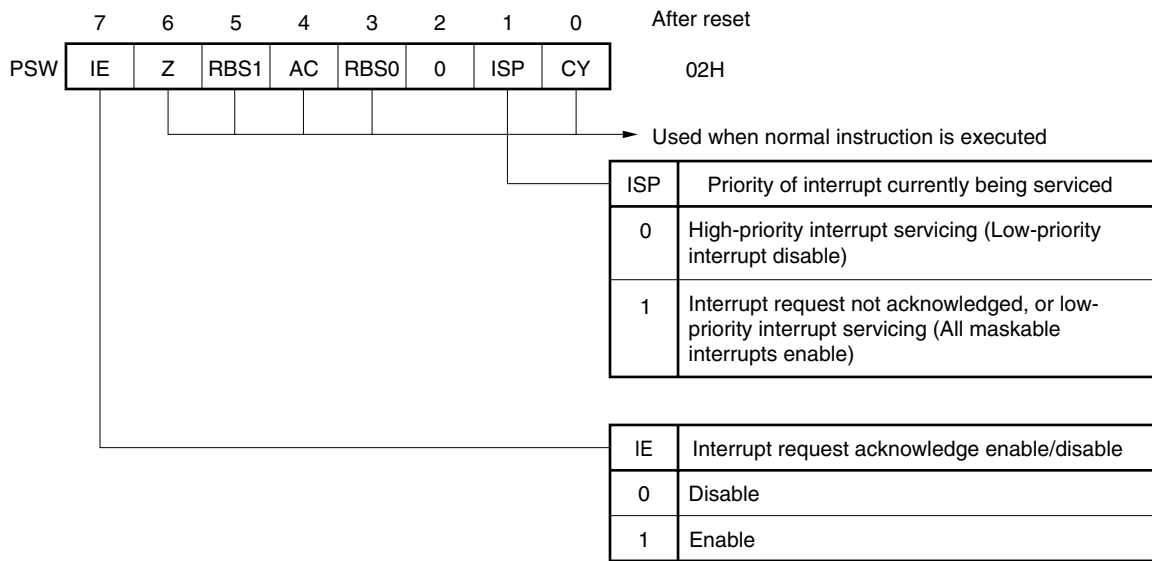 7 6 5 4 3 2 1 0 After reset
PSW IE Z RBS1 AC RBS0 0 ISP CY 02H
Used when normal instruction is executed
ISP Priority of interrupt currently being serviced
0 High-priority interrupt servicing (Low-priority
interrupt disable)
1 Interrupt request not acknowledged, or low-
priority interrupt servicing (All maskable
interrupts enable)
IE Interrupt request acknowledge enable/disable
0 Disable
1 Enable